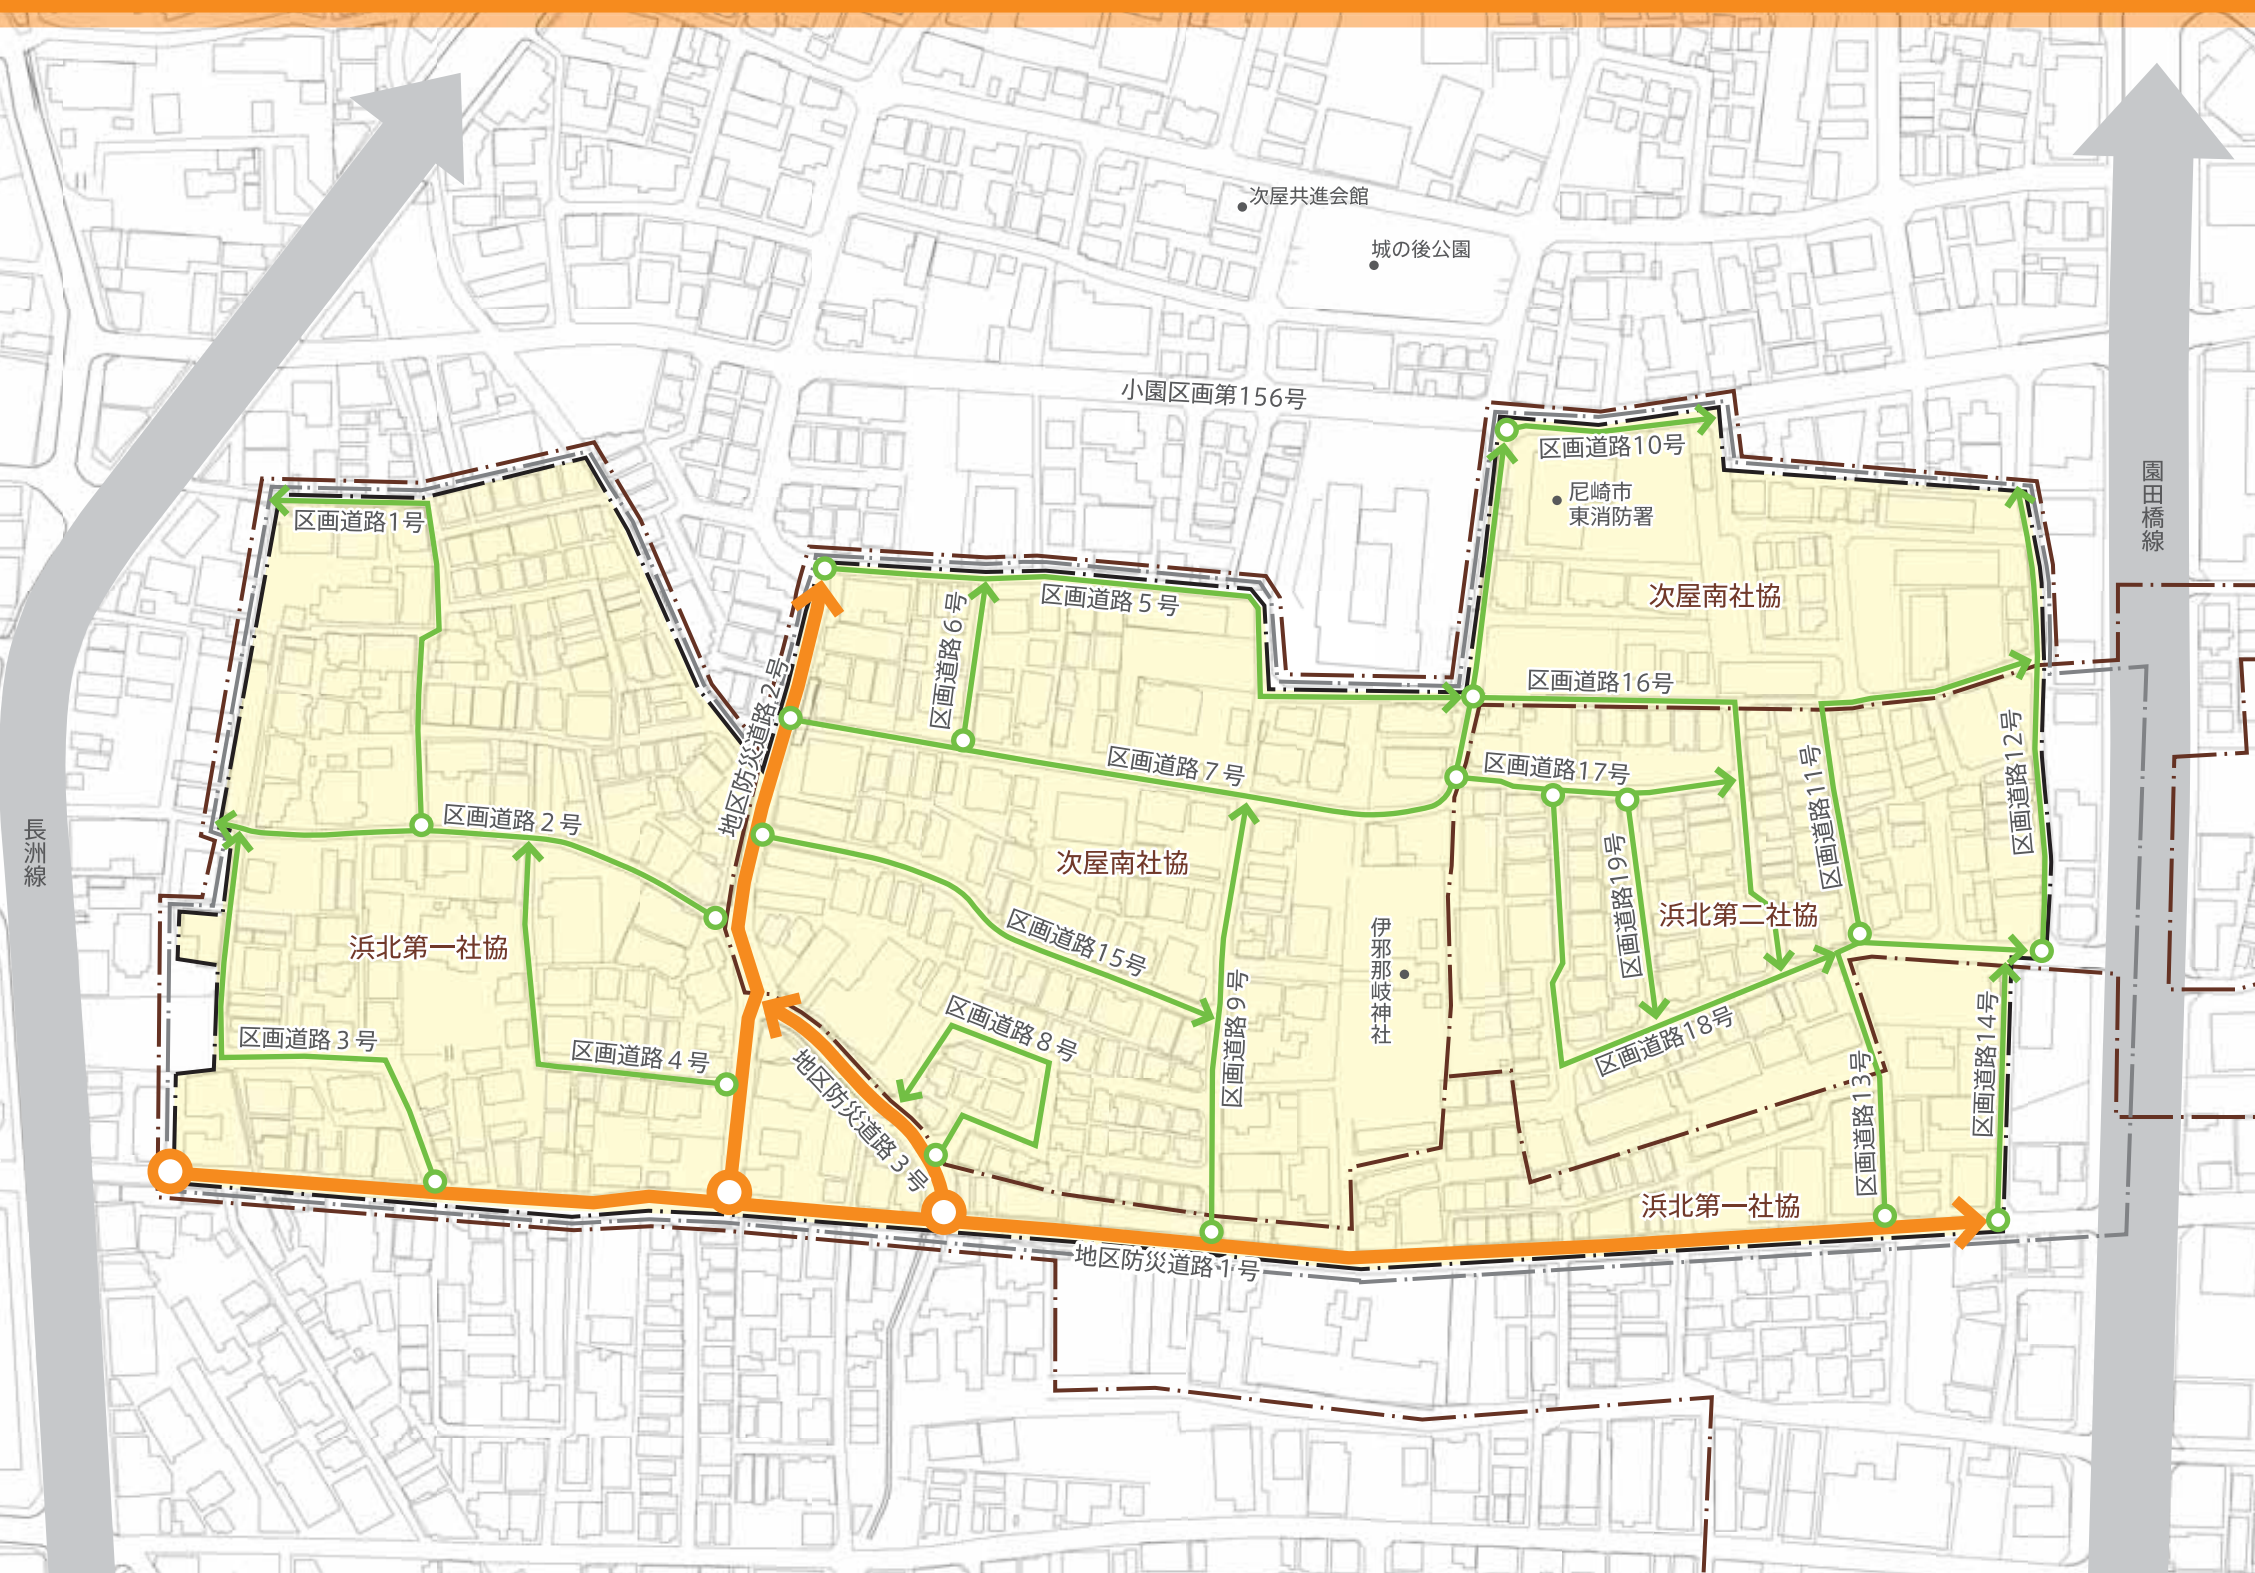 次屋共進会館
城の後公園
小園区画第156号
区画道路10号
尼崎市
東消防署
園田橋線
区画道路1号
次屋南社協
区画道路5号
区画道路6号
地区防災道路2号
区画道路16号
区画道路7号
区画道路17号
区画道路11号
区画道路12号
区画道路2号
長洲線
次屋南社協
区画道路19号
浜北第二社協
区画道路15号
浜北第一社協
伊邪那岐神社
区画道路9号
区画道路8号
区画道路3号
区画道路4号
地区防災道路3号
区画道路18号
区画道路13号
区画道路14号
浜北第一社協
地区防災道路1号